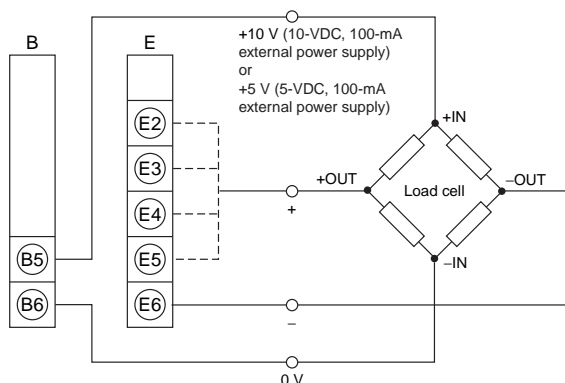 B
E
+10 V (10-VDC, 100-mA
external power supply)
or
+5 V (5-VDC, 100-mA
external power supply)
E2
+IN
E3
+OUT
Load cell
−OUT
E4
+
B5
E5
−IN
B6
E6
−
0 V